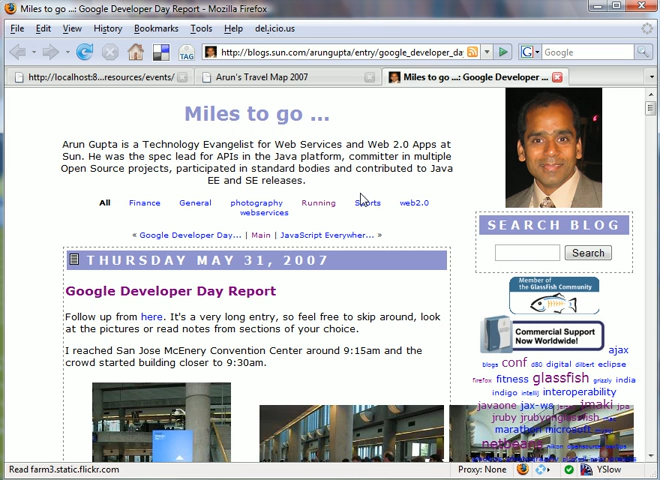 Miles to go ...: Google Developer Day Report - Mozilla Firefox
File Edit View History Bookmarks Tools Help del.icio.us
TAG
http://blogs.sun.com/arungupta/entry/google_developer_da
G Google
http://localhost:8...resources/events/
Arun's Travel Map 2007
Miles to go ...: Google Developer ...
Miles to go ...
Arun Gupta is a Technology Evangelist for Web Services and Web 2.0 Apps at
Sun. He was the spec lead for APIs in the Java platform, committer in multiple
Open Source projects, participated in standard bodies and contributed to Java
EE and SE releases.
All Finance General photography Running Sports web2.0
webservices
« Google Developer Day... | Main | JavaScript Everywher... »
THURSDAY MAY 31, 2007
Google Developer Day Report
Follow up from here. It's a very long entry, so feel free to skip around, look
at the pictures or read notes from sections of your choice.
I reached San Jose McEnery Convention Center around 9:15am and the
crowd started building closer to 9:30am.
SEARCH BLOG
Search
Member of
the GlassFish Community
Commercial Support
Now Worldwide!
ajax
blogs conf d80 digital dilbert eclipse
firefox fitness glassfish grizzly india
indigo intellij interoperability
javaone jax-ws jmaki jpa
jruby jrubyonglassfish
marathon microsoft
netbeans nikon
Read farm3.static.flickr.com
Proxy: None
YSlow